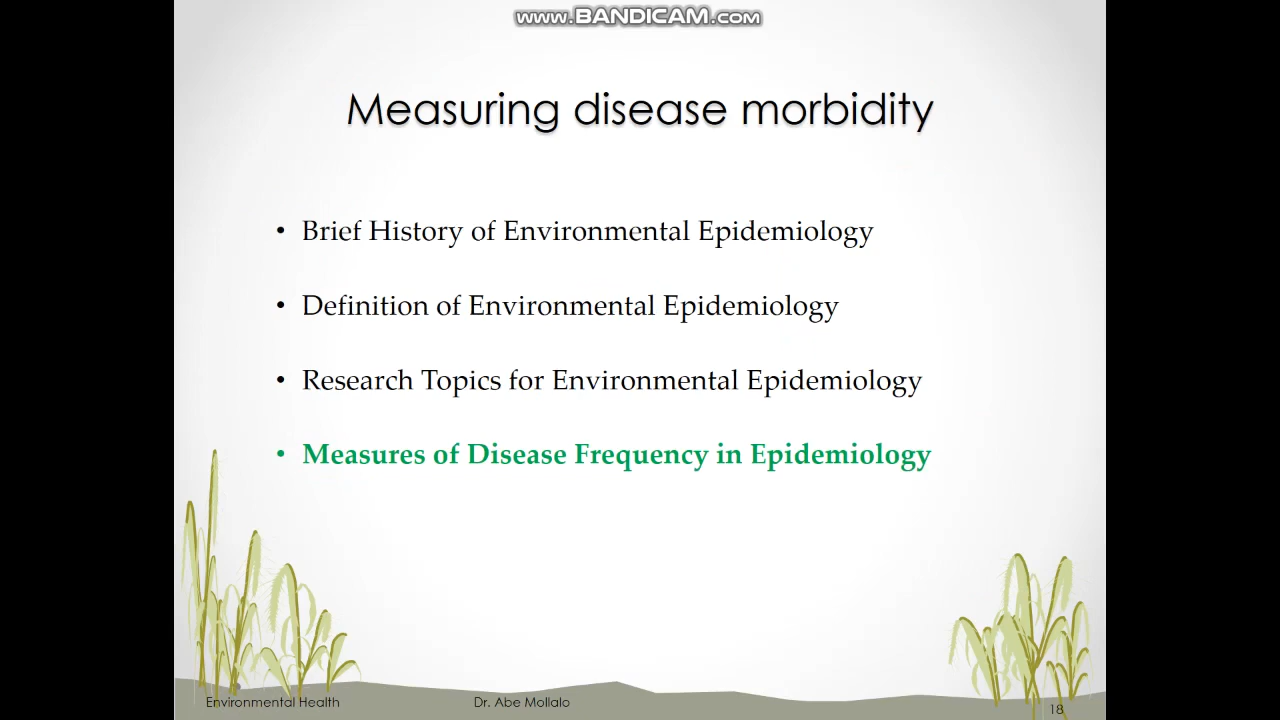 www.BANDICAM.com
Measuring disease morbidity
• Brief History of Environmental Epidemiology
• Definition of Environmental Epidemiology
• Research Topics for Environmental Epidemiology
• Measures of Disease Frequency in Epidemiology
Environmental Health
Dr. Abe Mollalo
18